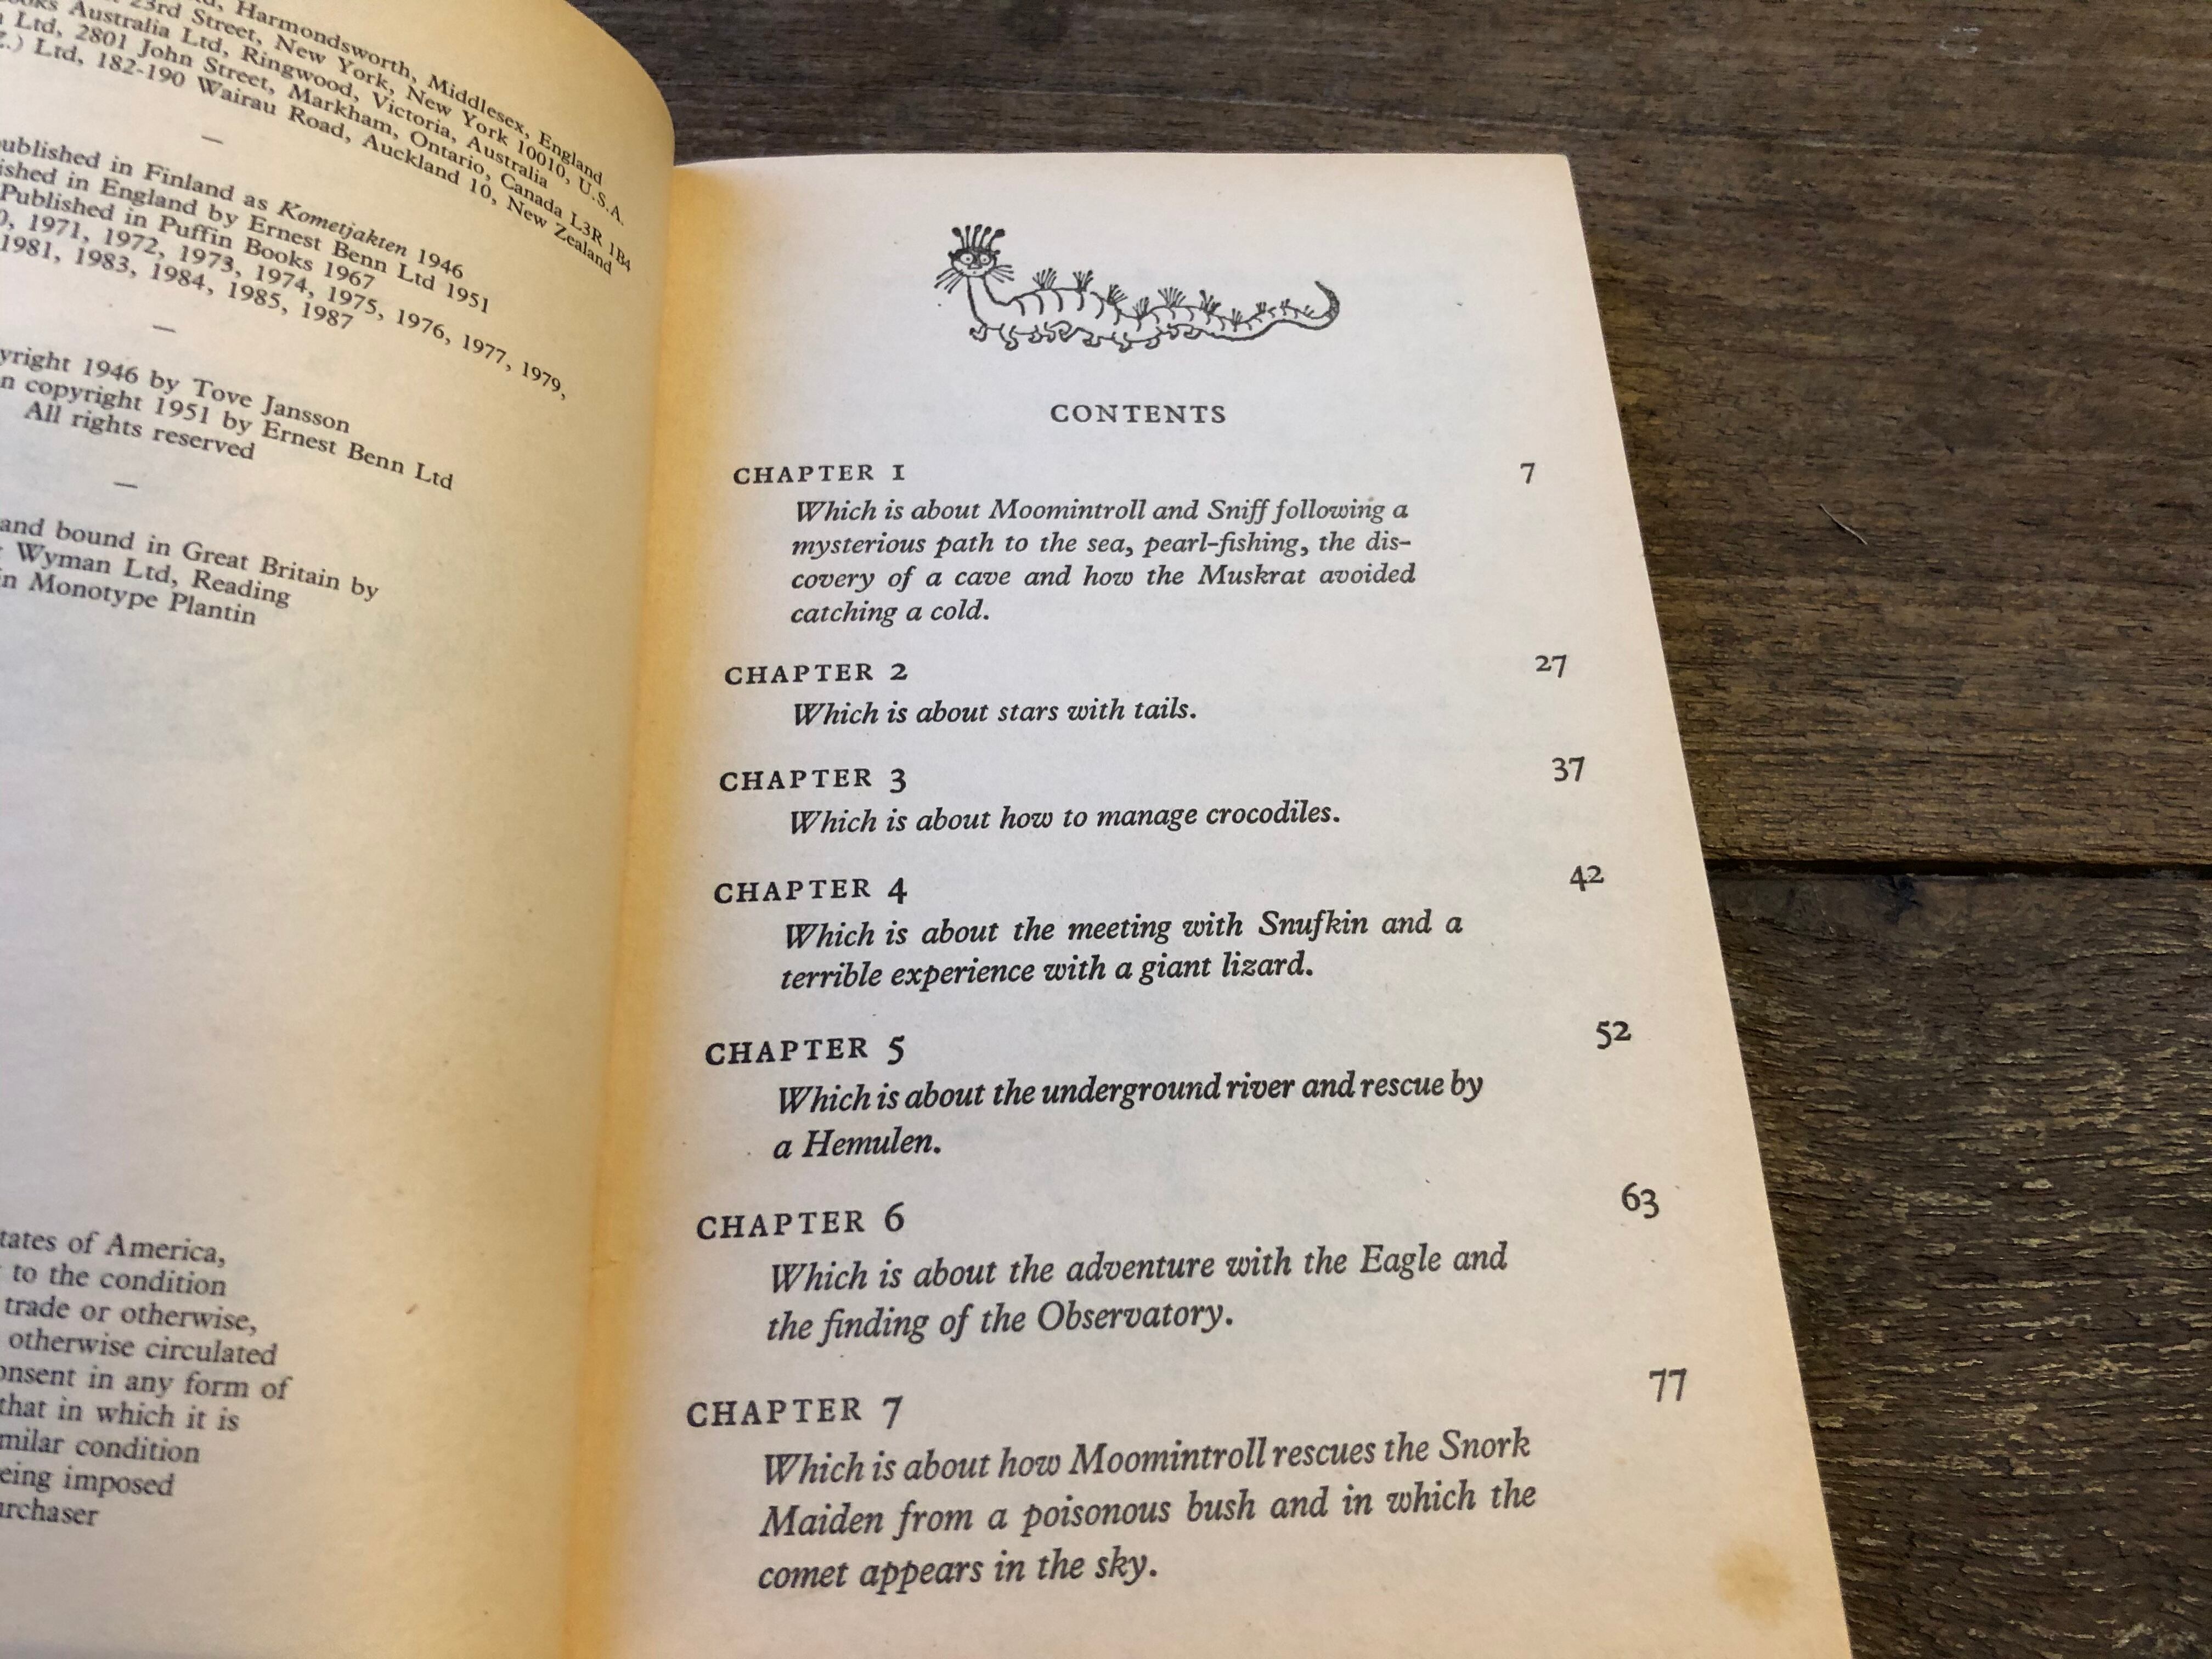 Harmondsworth, Middlesex, England
23rd Street, New York, New York 10010, U.S.A.
Australia Ltd, Ringwood, Victoria, Australia
Ltd, 2801 John Street, Markham, Ontario, Canada L3R 1B4
Ltd, 182-190 Wairau Road, Auckland 10, New Zealand
—
in Finland as Kometjakten 1946
in England by Ernest Benn Ltd 1951
Published in Puffin Books 1967
1971, 1972, 1973, 1974, 1975, 1976, 1977, 1979,
1981, 1983, 1984, 1985, 1987
—
1946 by Tove Jansson
copyright 1951 by Ernest Benn Ltd
All rights reserved
—
and bound in Great Britain by
Wyman Ltd, Reading
in Monotype Plantin
of America,
to the condition
trade or otherwise,
otherwise circulated
in any form of
that in which it is
condition
imposed
CONTENTS
CHAPTER 1 7
Which is about Moomintroll and Sniff following a
mysterious path to the sea, pearl-fishing, the dis-
covery of a cave and how the Muskrat avoided
catching a cold.
CHAPTER 2 27
Which is about stars with tails.
CHAPTER 3 37
Which is about how to manage crocodiles.
CHAPTER 4 42
Which is about the meeting with Snufkin and a
terrible experience with a giant lizard.
CHAPTER 5 52
Which is about the underground river and rescue by
a Hemulen.
CHAPTER 6 63
Which is about the adventure with the Eagle and
the finding of the Observatory.
CHAPTER 7 77
Which is about how Moomintroll rescues the Snork
Maiden from a poisonous bush and in which the
comet appears in the sky.